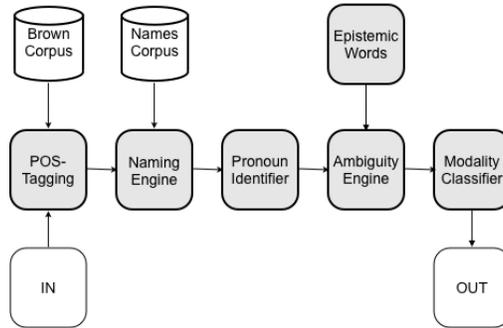 Brown
Corpus
Names
Corpus
Epistemic
Words
POS-
Tagging
Naming
Engine
Pronoun
Identifier
Ambiguity
Engine
Modality
Classifier
IN
OUT